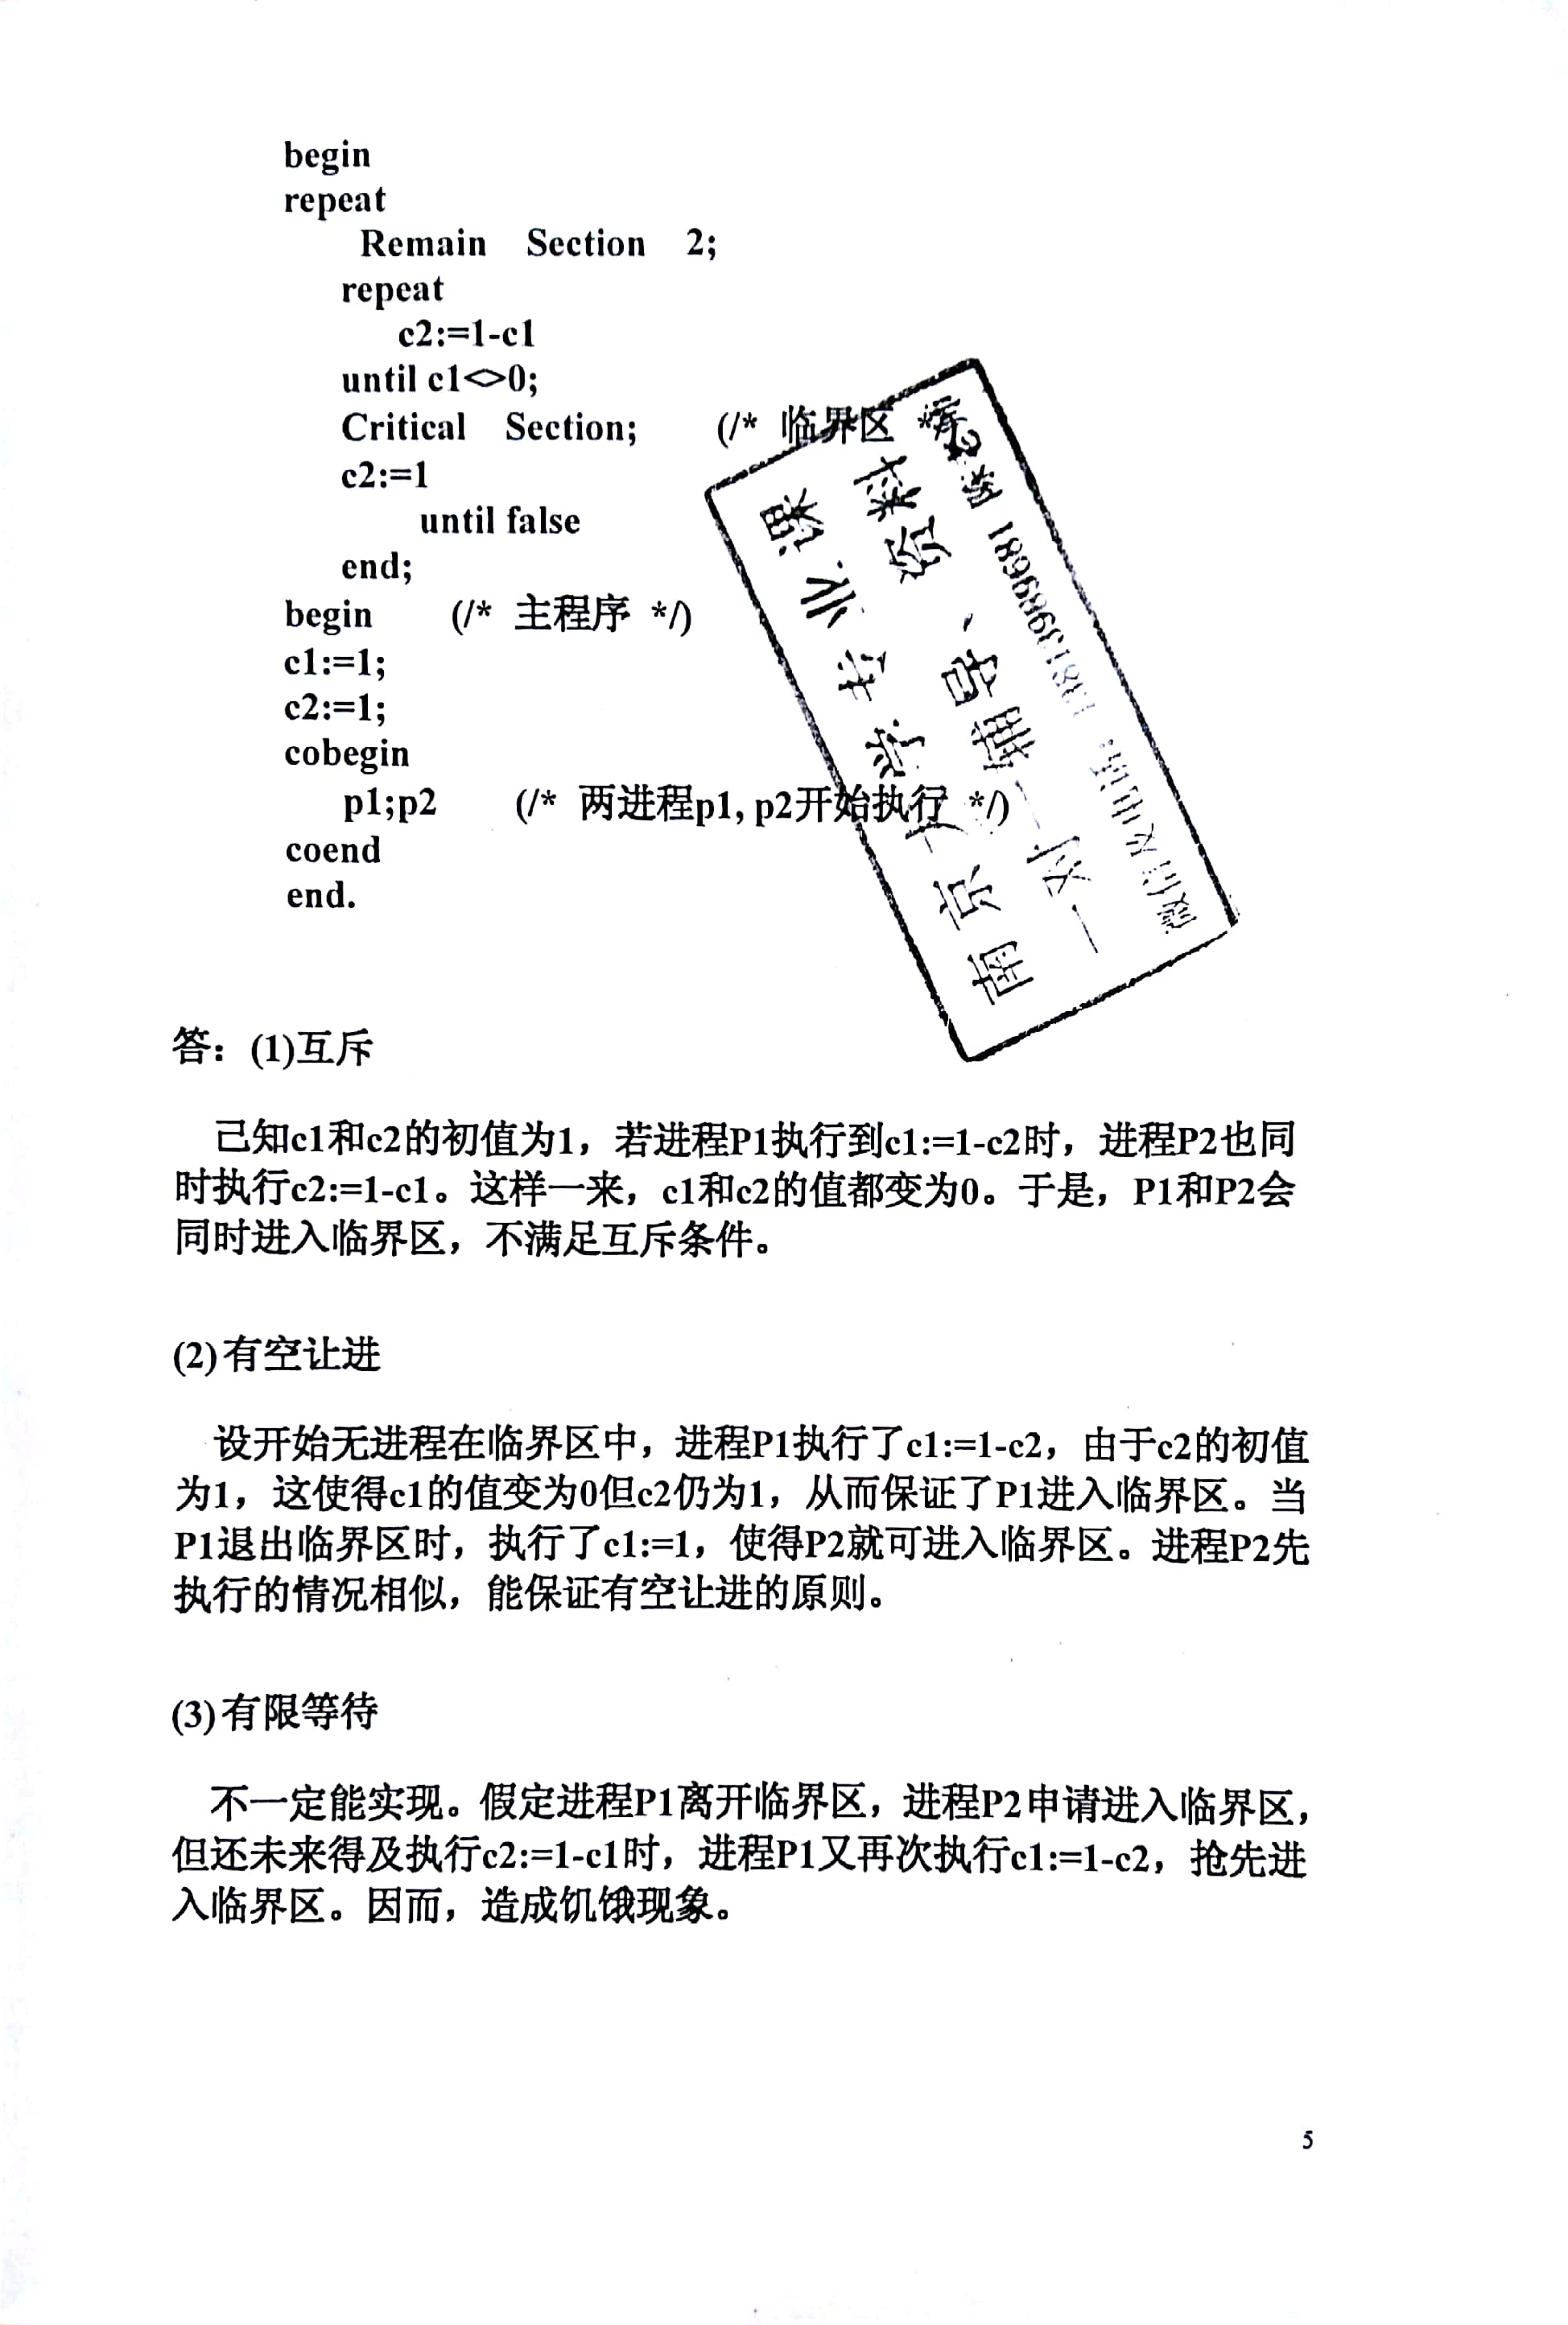 begin
repeat
Remain Section 2;
repeat
c2:=1-c1
until c1<>0;
Critical Section; (/* 临界区 *
c2:=1
until false
end;
begin (/* 主程序 */)
c1:=1;
c2:=1;
cobegin
p1;p2 (/* 两进程p1, p2开始执行 */)
coend
end.
南京大学专业课
一对一辅导、资料
微信及电话:
答：(1)互斥
己知c1和c2的初值为1，若进程P1执行到c1:=1-c2时，进程P2也同
时执行c2:=1-c1。这样一来，c1和c2的值都变为0。于是，P1和P2会
同时进入临界区，不满足互斥条件。
(2)有空让进
设开始无进程在临界区中，进程P1执行了c1:=1-c2，由于c2的初值
为1，这使得c1的值变为0但c2仍为1，从而保证了P1进入临界区。当
P1退出临界区时，执行了c1:=1，使得P2就可进入临界区。进程P2先
执行的情况相似，能保证有空让进的原则。
(3)有限等待
不一定能实现。假定进程P1离开临界区，进程P2申请进入临界区，
但还未来得及执行c2:=1-c1时，进程P1又再次执行c1:=1-c2，抢先进
入临界区。因而，造成饥饿现象。
5